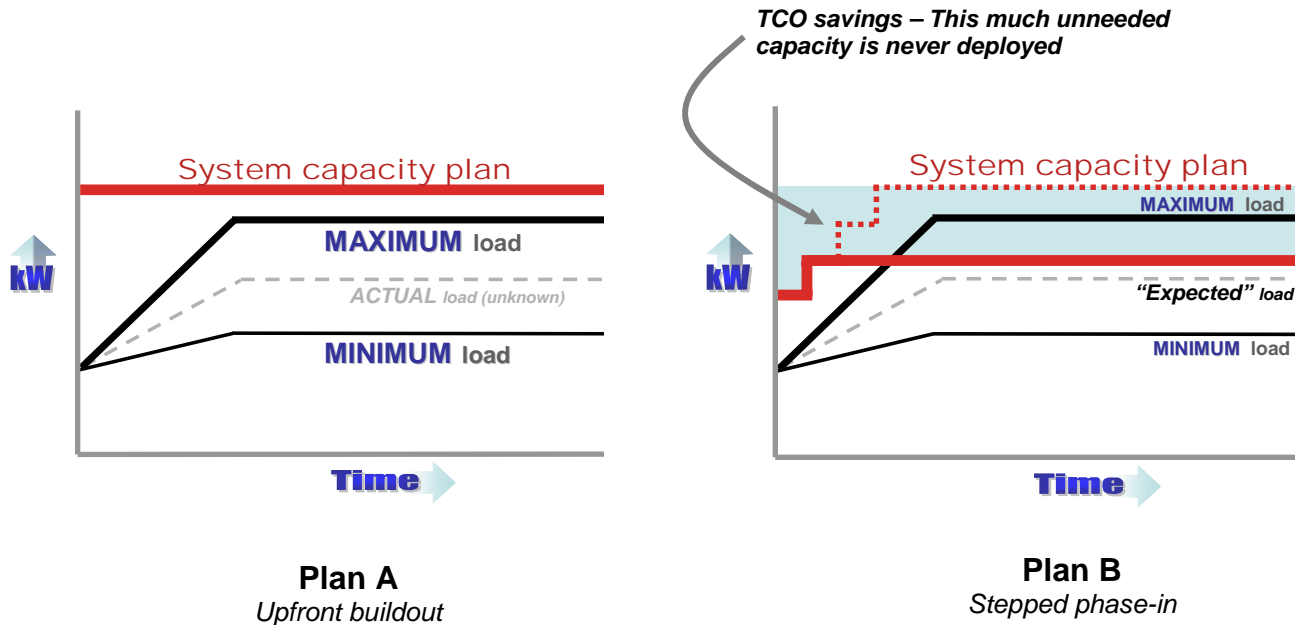 TCO savings – This much unneeded
capacity is never deployed
System capacity plan
MAXIMUM load
kW
ACTUAL load (unknown)
MINIMUM load
Time
Plan A
Upfront buildout
System capacity plan
MAXIMUM load
kW
“Expected” load
MINIMUM load
Time
Plan B
Stepped phase-in